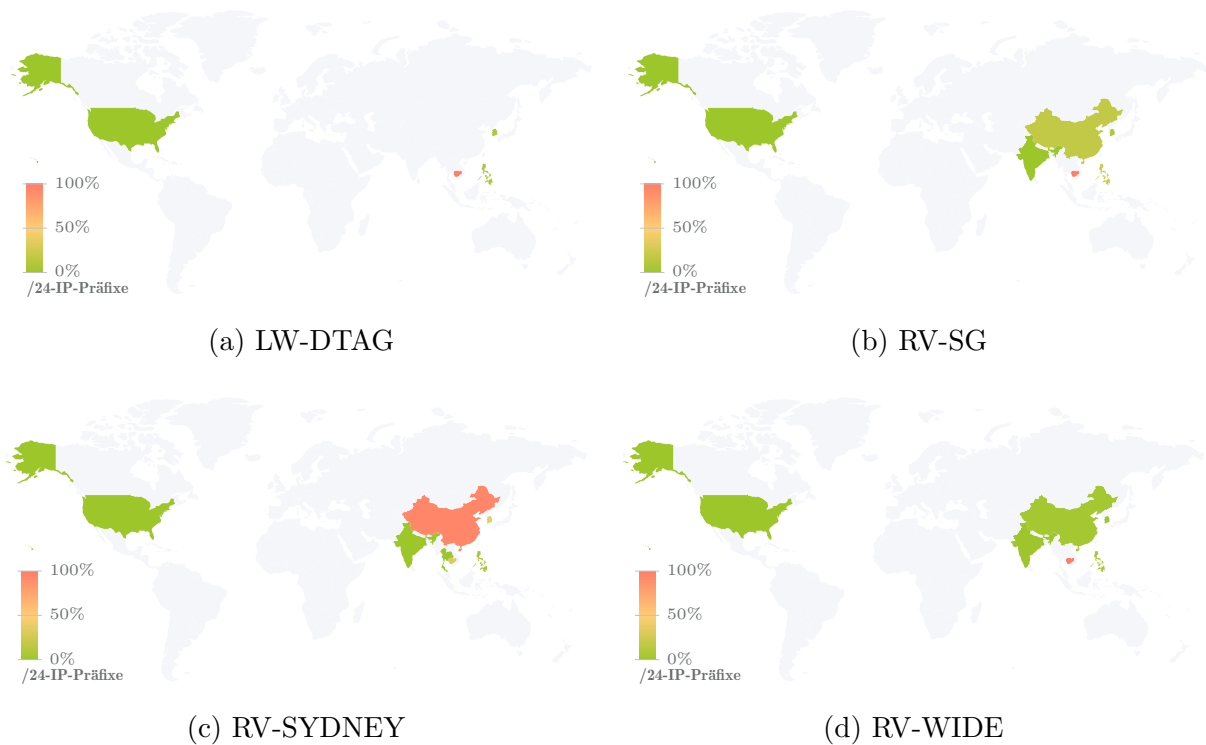 100%
50%
0%
/24-IP-Präfixe
(a) LW-DTAG
100%
50%
0%
/24-IP-Präfixe
(b) RV-SG
100%
50%
0%
/24-IP-Präfixe
(c) RV-SYDNEY
100%
50%
0%
/24-IP-Präfixe
(d) RV-WIDE